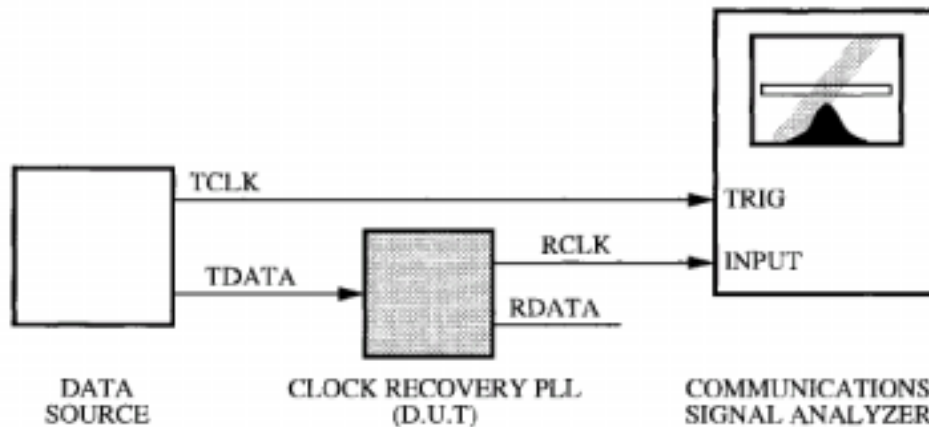 TCLK
TRIG
RCLK
INPUT
TDATA
RDATA
DATA
SOURCE
CLOCK RECOVERY PLL
(D.U.T)
COMMUNICATIONS
SIGNAL ANALYZER